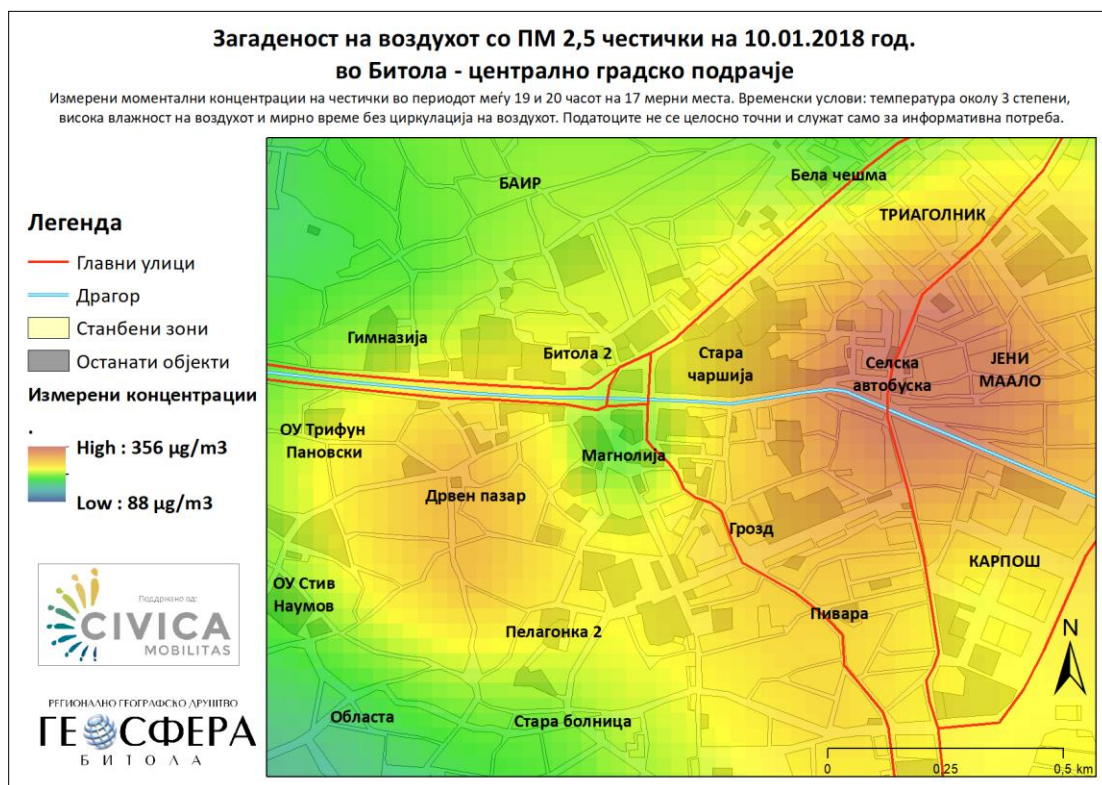 Загаденост на воздухот со ПМ 2,5 честички на 10.01.2018 год.
во Битола - централно градско подрачје
Измерени моментални концентрации на честички во периодот меѓу 19 и 20 часот на 17 мерни места. Временски услови: температура околу 3 степени,
висока влажност на воздухот и мирно време без циркулација на воздухот. Податоците не се целосно точни и служат само за информативна потреба.
Легенда
Главни улици
Драгор
Станбени зони
Останати објекти
Измерени концентрации
.
High : 356 µg/m3
Low : 88 µg/m3
Поддржано од:
CIVICA
MOBILITAS
РЕГИОНАЛНО ГЕОГРАФСКО ДРУШТВО
ГЕОСФЕРА
БИТОЛА
БАИР
Бела чешма
ТРИАГОЛНИК
Гимназија
Битола 2
Стара
чаршија
Селска
автобуска
ЈЕНИ
МААЛО
ОУ Трифун
Пановски
Магнолија
Дрвен пазар
Грозд
КАРПОШ
ОУ Стив
Наумов
Пелагонка 2
Пивара
Областа
Стара болница
N
0
0,25
0,5 km